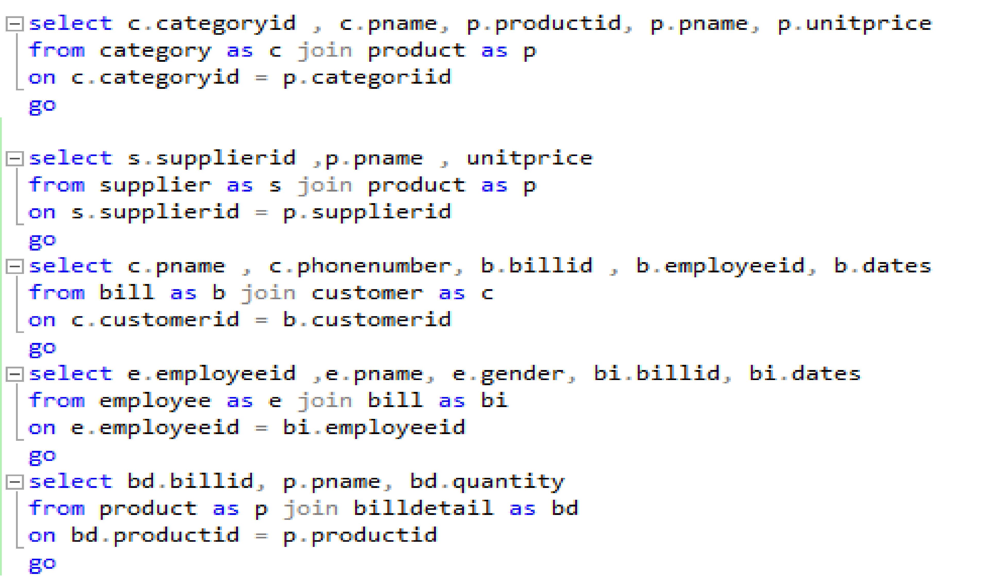 select c.categoryid , c.pname, p.productid, p.pname, p.unitprice
from category as c join product as p
on c.categoryid = p.categoriid
go
select s.supplierid ,p.pname , unitprice
from supplier as s join product as p
on s.supplierid = p.supplierid
go
select c.pname , c.phonenumber, b.billid , b.employeeid, b.dates
from bill as b join customer as c
on c.customerid = b.customerid
go
select e.employeeid ,e.pname, e.gender, bi.billid, bi.dates
from employee as e join bill as bi
on e.employeeid = bi.employeeid
go
select bd.billid, p.pname, bd.quantity
from product as p join billdetail as bd
on bd.productid = p.productid
go